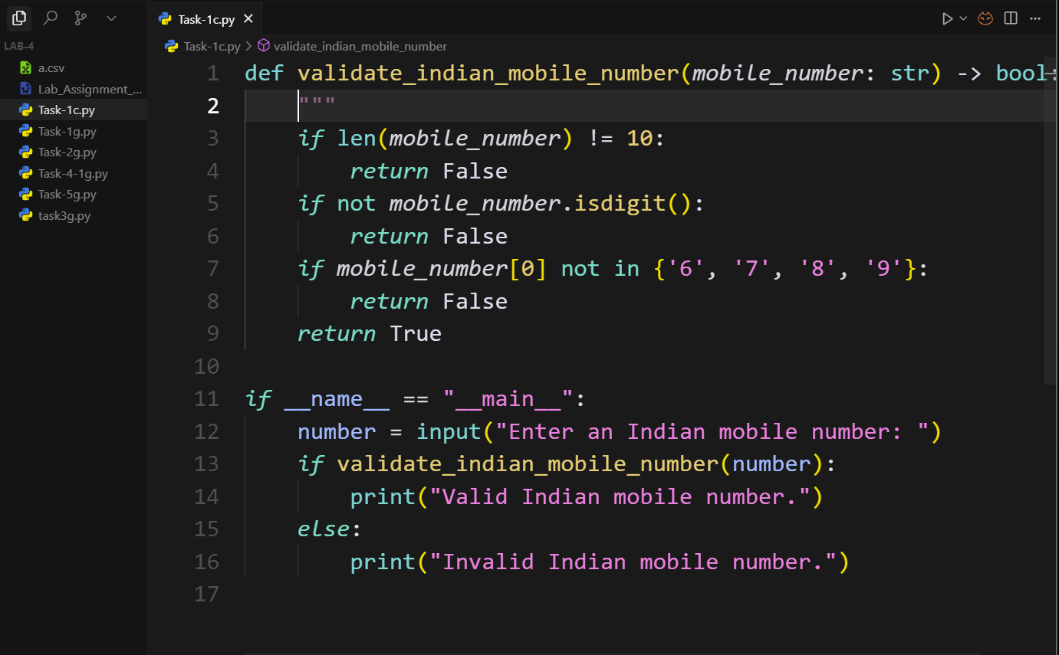 Task-1c.py
LAB-4
Task-1c.py validate_indian_mobile_number
a.csv
Lab_Assignment_...
Task-1c.py
Task-1g.py
Task-2g.py
Task-4-1g.py
Task-5g.py
task3g.py
1 def validate_indian_mobile_number(mobile_number: str) -> bool:
2     """
3     if len(mobile_number) != 10:
4         return False
5     if not mobile_number.isdigit():
6         return False
7     if mobile_number[0] not in {'6', '7', '8', '9'}:
8         return False
9     return True
10
11 if __name__ == "__main__":
12     number = input("Enter an Indian mobile number: ")
13     if validate_indian_mobile_number(number):
14         print("Valid Indian mobile number.")
15     else:
16         print("Invalid Indian mobile number.")
17